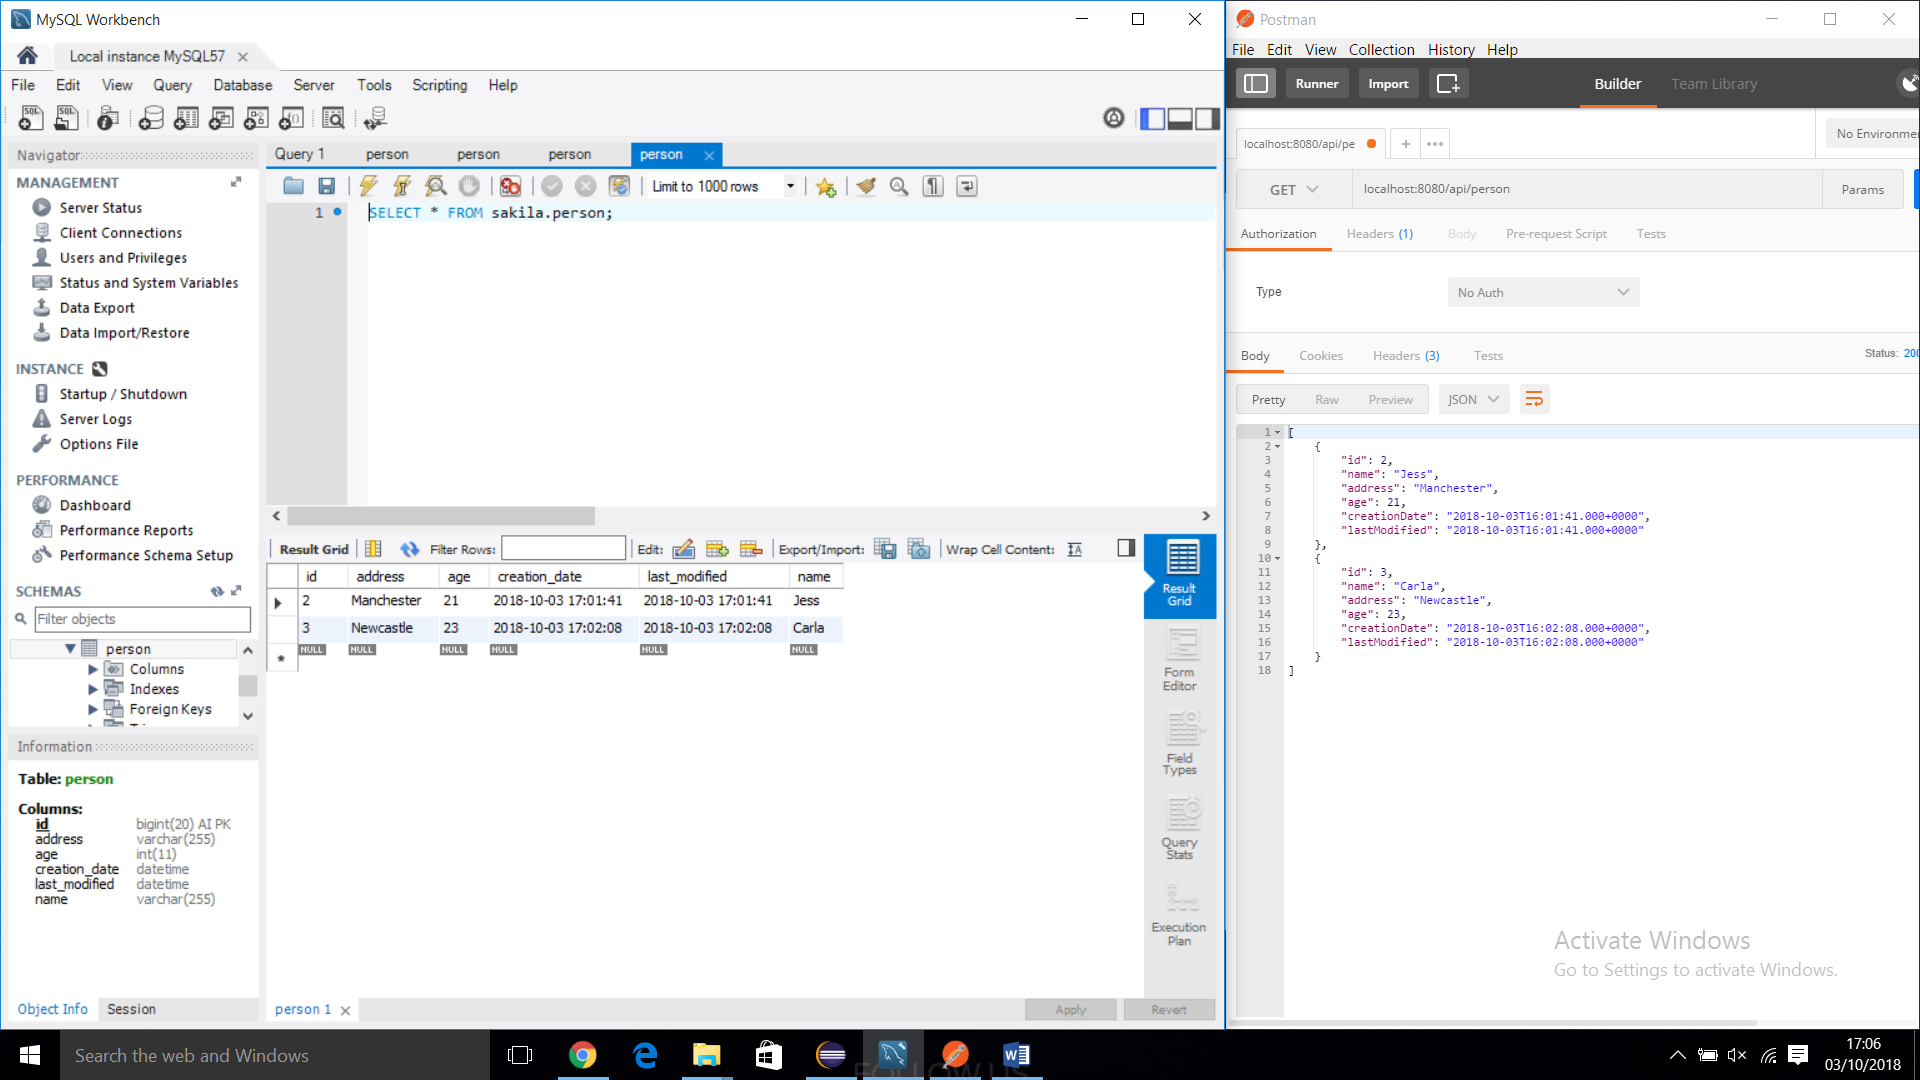 MySQL Workbench
Local instance MySQL57
File Edit View Query Database Server Tools Scripting Help
Navigator
MANAGEMENT
Server Status
Client Connections
Users and Privileges
Status and System Variables
Data Export
Data Import/Restore
INSTANCE
Startup / Shutdown
Server Logs
Options File
PERFORMANCE
Dashboard
Performance Reports
Performance Schema Setup
SCHEMAS
Filter objects
person
Columns
Indexes
Foreign Keys
Information
Table: person
Columns:
id bigint(20) AI PK
address varchar(255)
age int(11)
creation_date datetime
last_modified datetime
name varchar(255)
Object Info Session
Query 1 person person person person
Limit to 1000 rows
1 SELECT * FROM sakila.person;
Result Grid Filter Rows: Edit: Export/Import: Wrap Cell Content:
id address age creation_date last_modified name
2 Manchester 21 2018-10-03 17:01:41 2018-10-03 17:01:41 Jess
3 Newcastle 23 2018-10-03 17:02:08 2018-10-03 17:02:08 Carla
NULL NULL NULL NULL NULL NULL
Result Grid
Form Editor
Field Types
Query Stats
Execution Plan
person 1
Apply Revert
Postman
File Edit View Collection History Help
Runner Import Builder Team Library
localhost:8080/api/pe
No Environme
GET localhost:8080/api/person Params
Authorization Headers (1) Body Pre-request Script Tests
Type No Auth
Body Cookies Headers (3) Tests Status: 200
Pretty Raw Preview JSON
1 [
2 {
3 "id": 2,
4 "name": "Jess",
5 "address": "Manchester",
6 "age": 21,
7 "creationDate": "2018-10-03T16:01:41.000+0000",
8 "lastModified": "2018-10-03T16:01:41.000+0000"
9 },
10 {
11 "id": 3,
12 "name": "Carla",
13 "address": "Newcastle",
14 "age": 23,
15 "creationDate": "2018-10-03T16:02:08.000+0000",
16 "lastModified": "2018-10-03T16:02:08.000+0000"
17 }
18 ]
Activate Windows
Go to Settings to activate Windows.
Search the web and Windows
17:06
03/10/2018